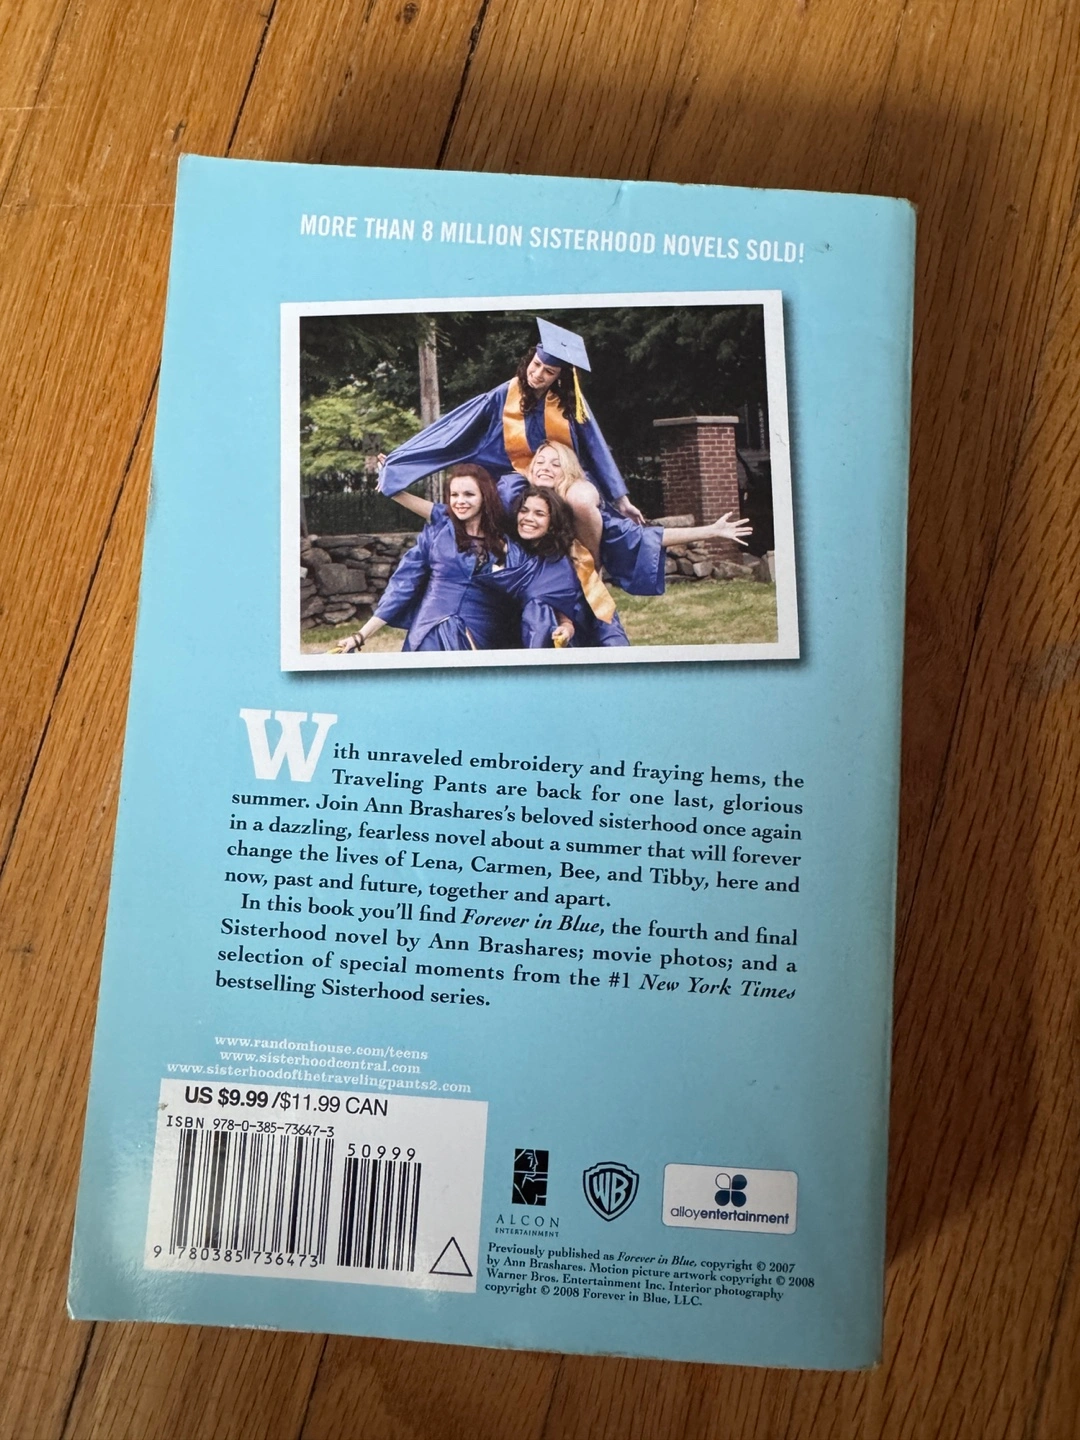 MORE THAN 8 MILLION SISTERHOOD NOVELS SOLD!
With unraveled embroidery and fraying hems, the
Traveling Pants are back for one last, glorious
summer. Join Ann Brashares's beloved sisterhood once again
in a dazzling, fearless novel about a summer that will forever
change the lives of Lena, Carmen, Bee, and Tibby, here and
now, past and future, together and apart.
In this book you'll find Forever in Blue, the fourth and final
Sisterhood novel by Ann Brashares; movie photos; and a
selection of special moments from the #1 New York Times
bestselling Sisterhood series.
www.randomhouse.com/teens
www.sisterhoodcentral.com
www.sisterhoodofthetravelingpants2.com
US $9.99 /$11.99 CAN
ISBN 978-0-385-73647-3
50999
9 780385 736473
ALCON
ENTERTAINMENT
WB
alloyentertainment
Previously published as Forever in Blue, copyright © 2007
by Ann Brashares. Motion picture artwork copyright © 2008
Warner Bros. Entertainment Inc. Interior photography
copyright © 2008 Forever in Blue, LLC.